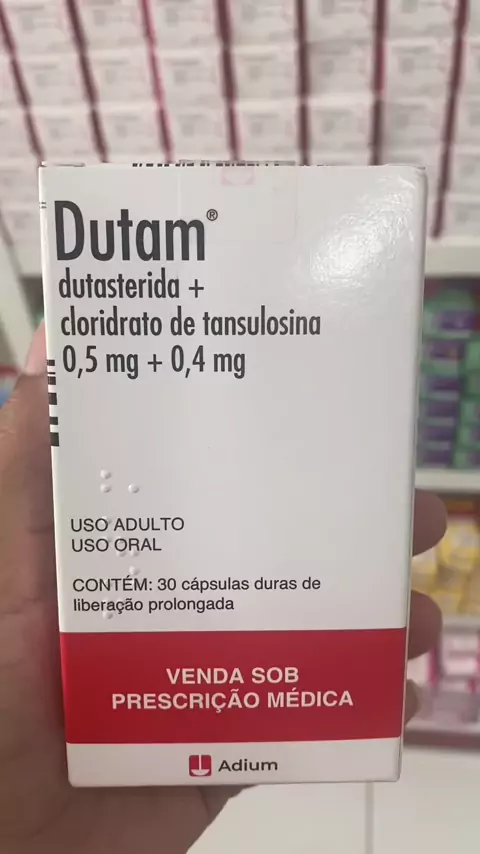 Dutam®
dutasterida +
cloridrato de tansulosina
0,5 mg + 0,4 mg
USO ADULTO
USO ORAL
CONTÉM: 30 cápsulas duras de
liberação prolongada
VENDA SOB
PRESCRIÇÃO MÉDICA
Adium